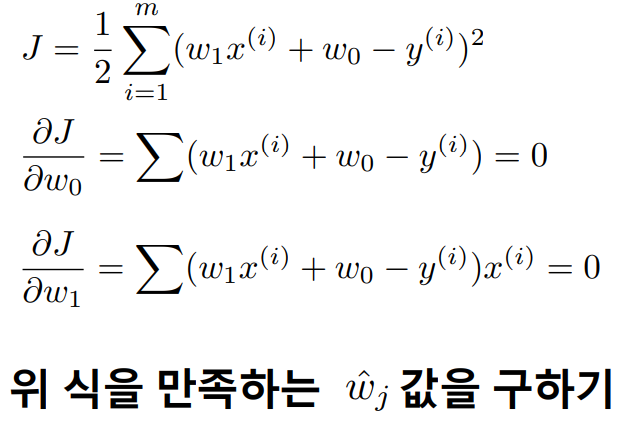 J = \frac{1}{2} \sum_{i=1}^{m} (w_1 x^{(i)} + w_0 - y^{(i)})^2
\frac{\partial J}{\partial w_0} = \sum (w_1 x^{(i)} + w_0 - y^{(i)}) = 0
\frac{\partial J}{\partial w_1} = \sum (w_1 x^{(i)} + w_0 - y^{(i)}) x^{(i)} = 0
위 식을 만족하는 \hat{w}_j 값을 구하기